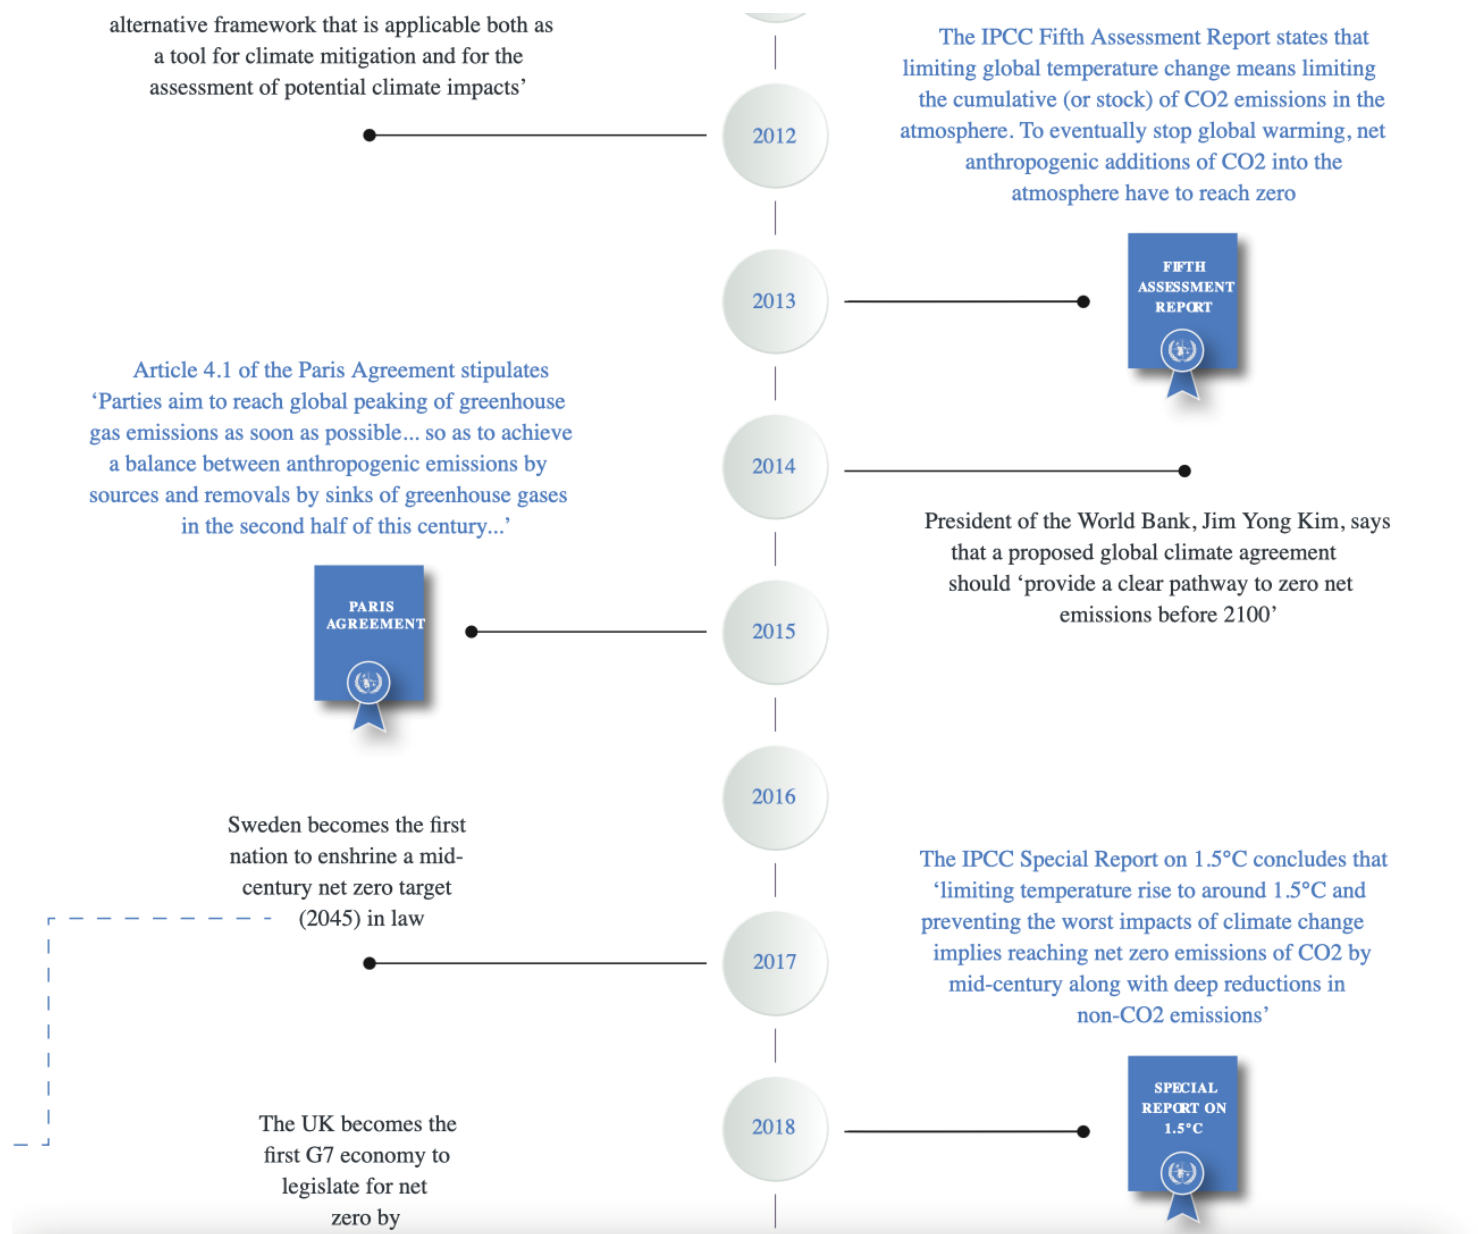 alternative framework that is applicable both as
a tool for climate mitigation and for the
assessment of potential climate impacts’
2012
The IPCC Fifth Assessment Report states that
limiting global temperature change means limiting
the cumulative (or stock) of CO2 emissions in the
atmosphere. To eventually stop global warming, net
anthropogenic additions of CO2 into the
atmosphere have to reach zero
2013
FIFTH
ASSESSMENT
REPORT
Article 4.1 of the Paris Agreement stipulates
‘Parties aim to reach global peaking of greenhouse
gas emissions as soon as possible... so as to achieve
a balance between anthropogenic emissions by
sources and removals by sinks of greenhouse gases
in the second half of this century...’
2014
President of the World Bank, Jim Yong Kim, says
that a proposed global climate agreement
should ‘provide a clear pathway to zero net
emissions before 2100’
PARIS
AGREEMENT
2015
2016
Sweden becomes the first
nation to enshrine a mid-
century net zero target
(2045) in law
2017
The IPCC Special Report on 1.5°C concludes that
‘limiting temperature rise to around 1.5°C and
preventing the worst impacts of climate change
implies reaching net zero emissions of CO2 by
mid-century along with deep reductions in
non-CO2 emissions’
2018
SPECIAL
REPORT ON
1.5°C
The UK becomes the
first G7 economy to
legislate for net
zero by